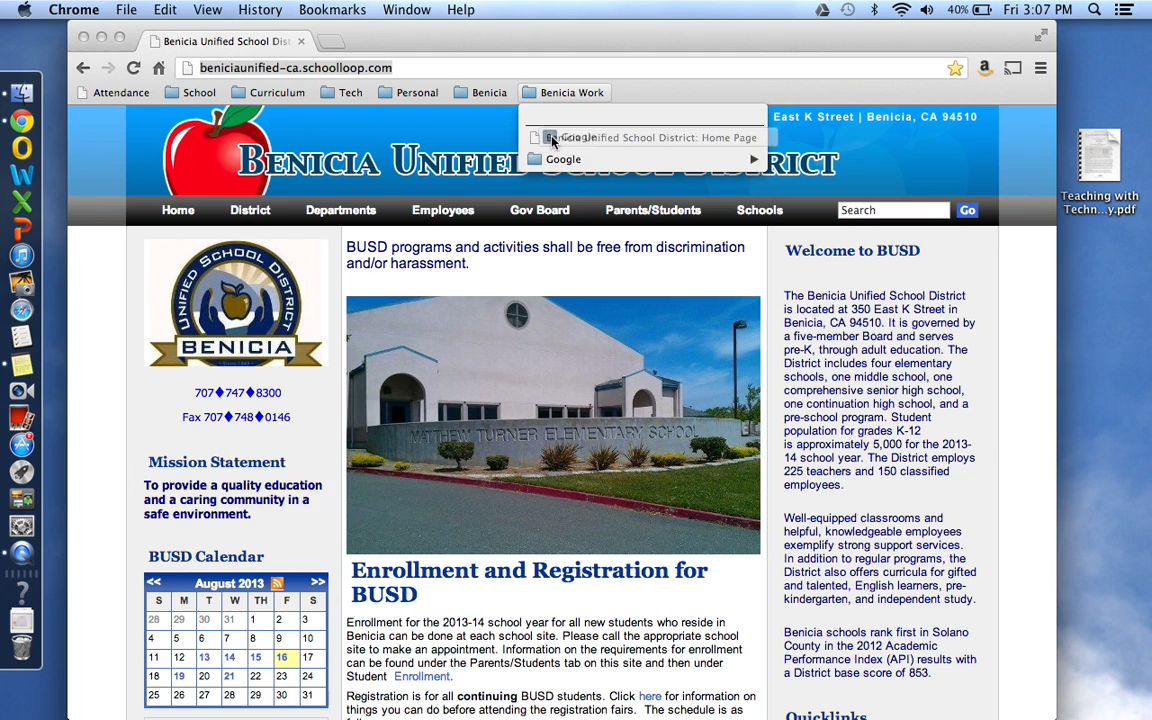 Chrome File Edit View History Bookmarks Window Help 40% Fri 3:07 PM
Benicia Unified School Dis
beniciaunified-ca.schoolloop.com
Attendance School Curriculum Tech Personal Benicia Benicia Work
East K Street | Benicia, CA 94510
Benicia Unified School District: Home Page
Google
Google
BENICIA UNIFIED SCHOOL DISTRICT
Teaching with
Techn...y.pdf
Home District Departments Employees Gov Board Parents/Students Schools Search Go
UNIFIED SCHOOL DISTRICT
BENICIA
707♦747♦8300
Fax 707♦748♦0146
Mission Statement
To provide a quality education
and a caring community in a
safe environment.
BUSD Calendar
<< August 2013 >>
S M T W TH F S
28 29 30 31 1 2 3
4 5 6 7 8 9 10
11 12 13 14 15 16 17
18 19 20 21 22 23 24
25 26 27 28 29 30 31
BUSD programs and activities shall be free from discrimination
and/or harassment.
MATTHEW TURNER ELEMENTARY SCHOOL
Enrollment and Registration for
BUSD
Enrollment for the 2013-14 school year for all new students who reside in
Benicia can be done at each school site. Please call the appropriate school
site to make an appointment. Information on the requirements for enrollment
can be found under the Parents/Students tab on this site and then under
Student Enrollment.
Registration is for all continuing BUSD students. Click here for information on
things you can do before attending the registration fairs. The schedule is as
Welcome to BUSD
The Benicia Unified School District
is located at 350 East K Street in
Benicia, CA 94510. It is governed by
a five-member Board and serves
pre-K, through adult education. The
District includes four elementary
schools, one middle school, one
comprehensive senior high school,
one continuation high school, and a
pre-school program. Student
population for grades K-12
is approximately 5,000 for the 2013-
14 school year. The District employs
225 teachers and 150 classified
employees.
Well-equipped classrooms and
helpful, knowledgeable employees
exemplify strong support services.
In addition to regular programs, the
District also offers curricula for gifted
and talented, English learners, pre-
kindergarten, and independent study.
Benicia schools rank first in Solano
County in the 2012 Academic
Performance Index (API) results with
a District base score of 853.
Quicklinks